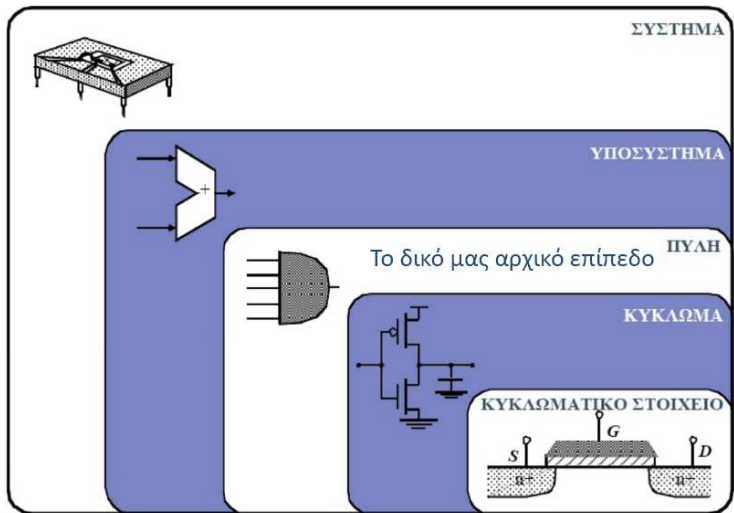 ΣΥΣΤΗΜΑ
ΥΠΟΣΥΣΤΗΜΑ
+
ΠΥΛΗ
Το δικό μας αρχικό επίπεδο
ΚΥΚΛΩΜΑ
ΚΥΚΛΩΜΑΤΙΚΟ ΣΤΟΙΧΕΙΟ
G
S
D
n+
n+